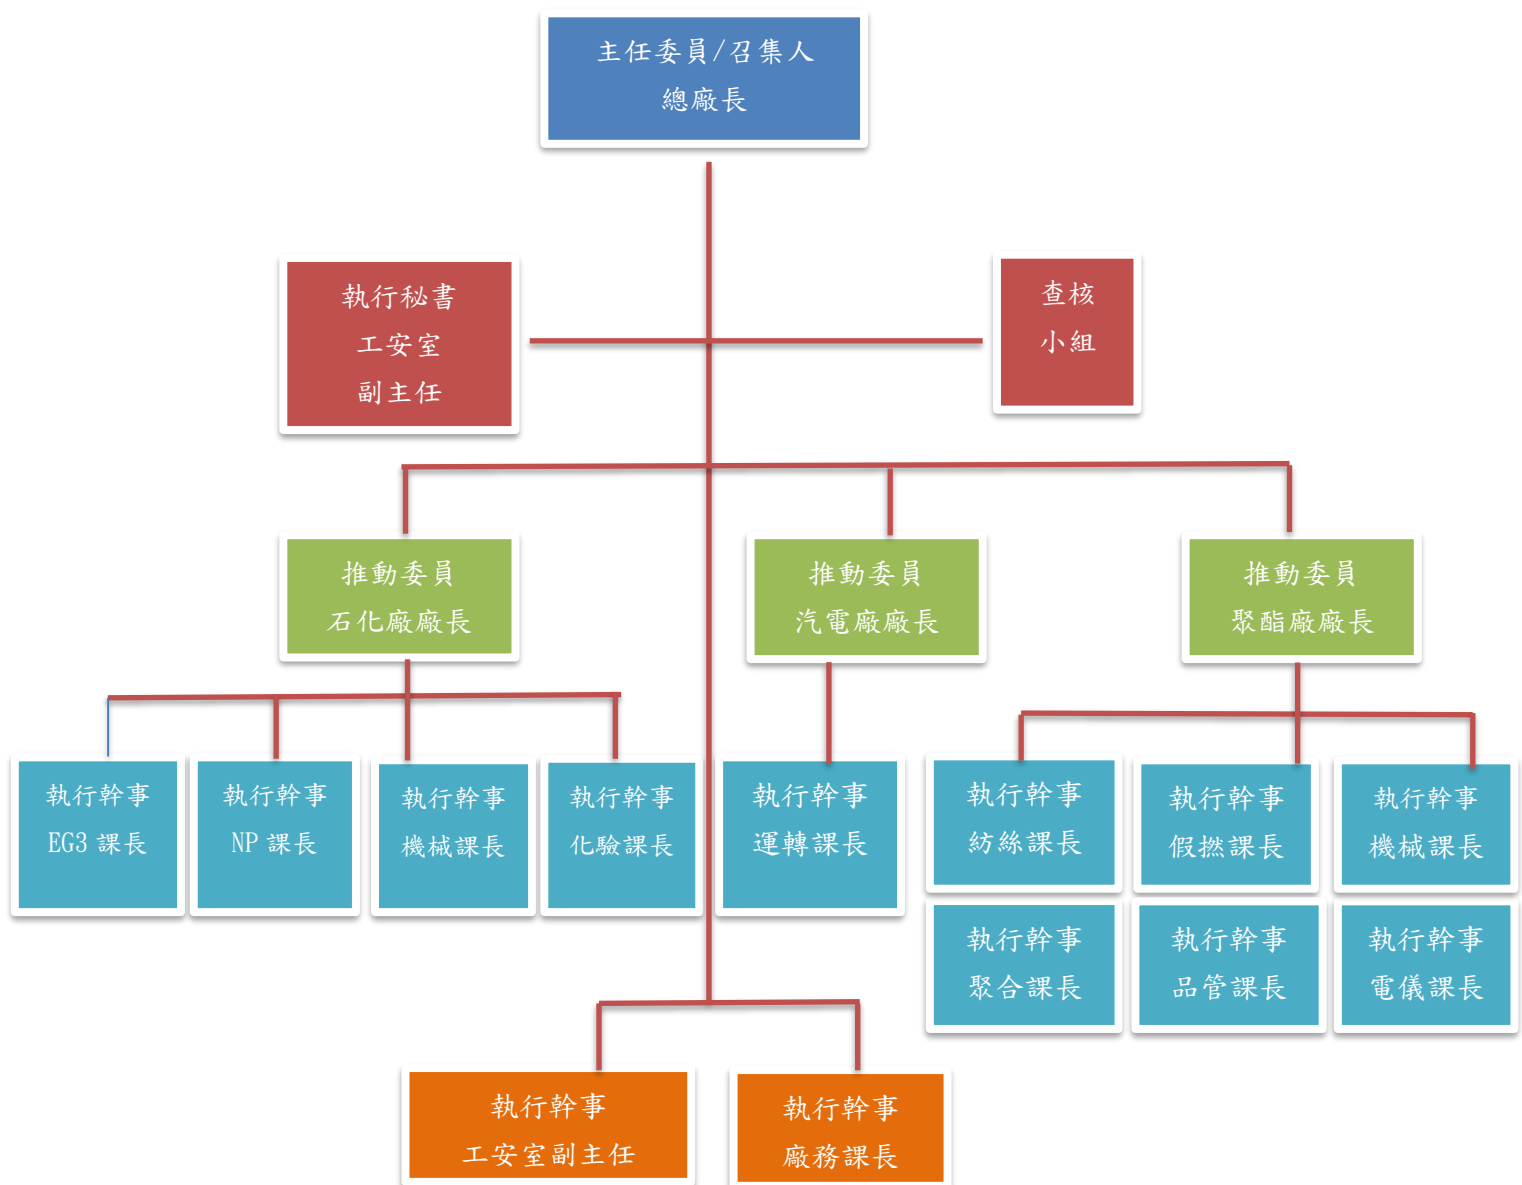 主任委員/召集人
總廠長
執行秘書
工安室
副主任
查核
小組
推動委員
石化廠廠長
推動委員
汽電廠廠長
推動委員
聚酯廠廠長
執行幹事
EG3 課長
執行幹事
NP 課長
執行幹事
機械課長
執行幹事
化驗課長
執行幹事
運轉課長
執行幹事
紡絲課長
執行幹事
假撚課長
執行幹事
機械課長
執行幹事
聚合課長
執行幹事
品管課長
執行幹事
電儀課長
執行幹事
工安室副主任
執行幹事
廠務課長